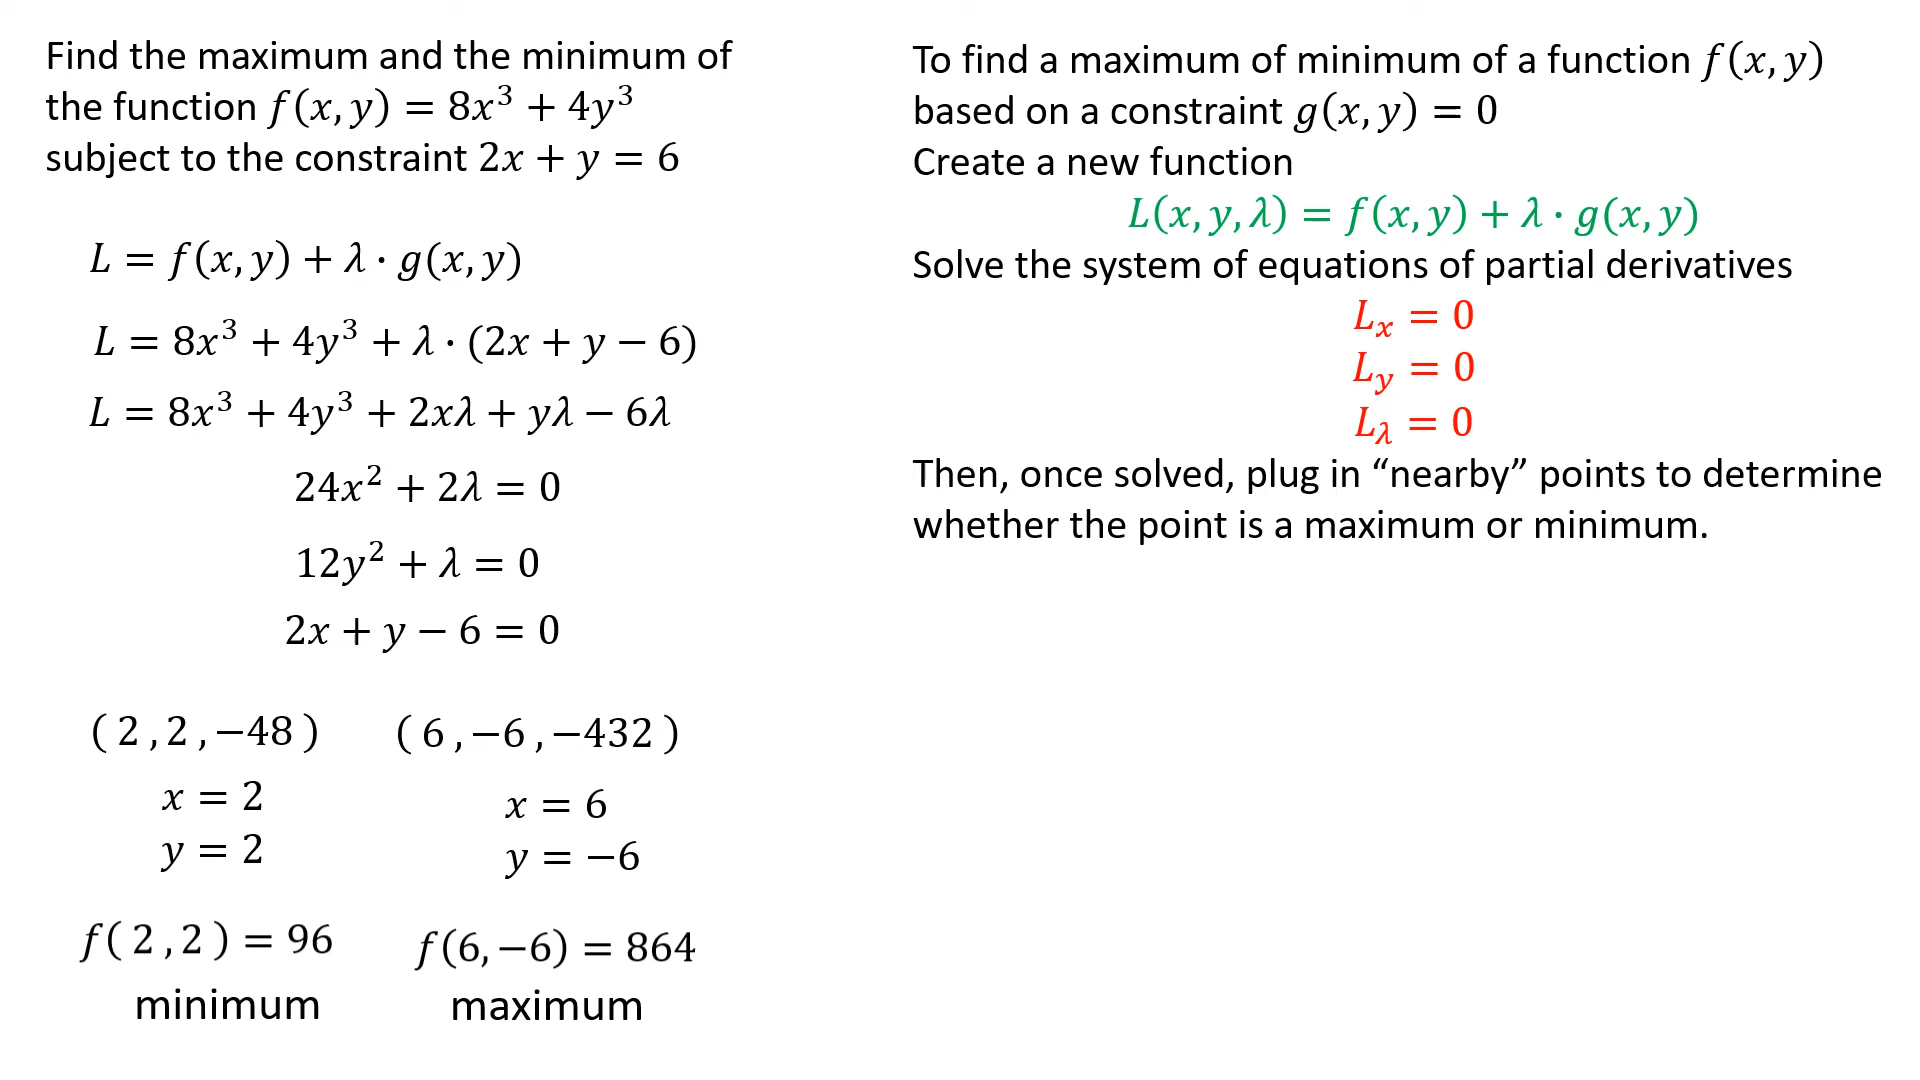 Find the maximum and the minimum of
the function f(x, y) = 8x³ + 4y³
subject to the constraint 2x + y = 6
L = f(x, y) + λ · g(x, y)
L = 8x³ + 4y³ + λ · (2x + y − 6)
L = 8x³ + 4y³ + 2xλ + yλ − 6λ
24x² + 2λ = 0
12y² + λ = 0
2x + y − 6 = 0
( 2 , 2 , −48 )
x = 2
y = 2
f( 2 , 2 ) = 96
minimum
( 6 , −6 , −432 )
x = 6
y = −6
f(6, −6) = 864
maximum
To find a maximum of minimum of a function f(x, y)
based on a constraint g(x, y) = 0
Create a new function
L(x, y, λ) = f(x, y) + λ · g(x, y)
Solve the system of equations of partial derivatives
Lₓ = 0
L_y = 0
L_λ = 0
Then, once solved, plug in “nearby” points to determine
whether the point is a maximum or minimum.